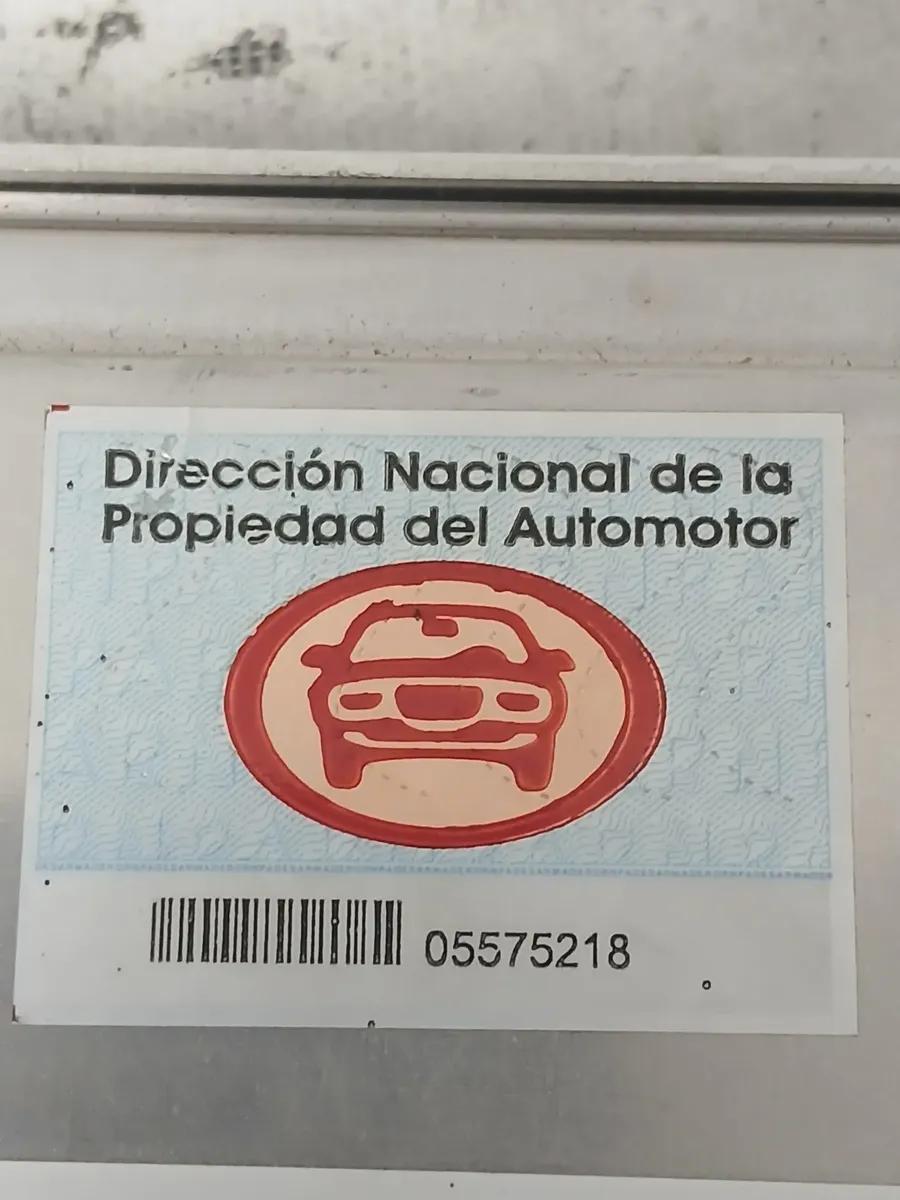 Dirección Nacional de la
Propiedad del Automotor
05575218